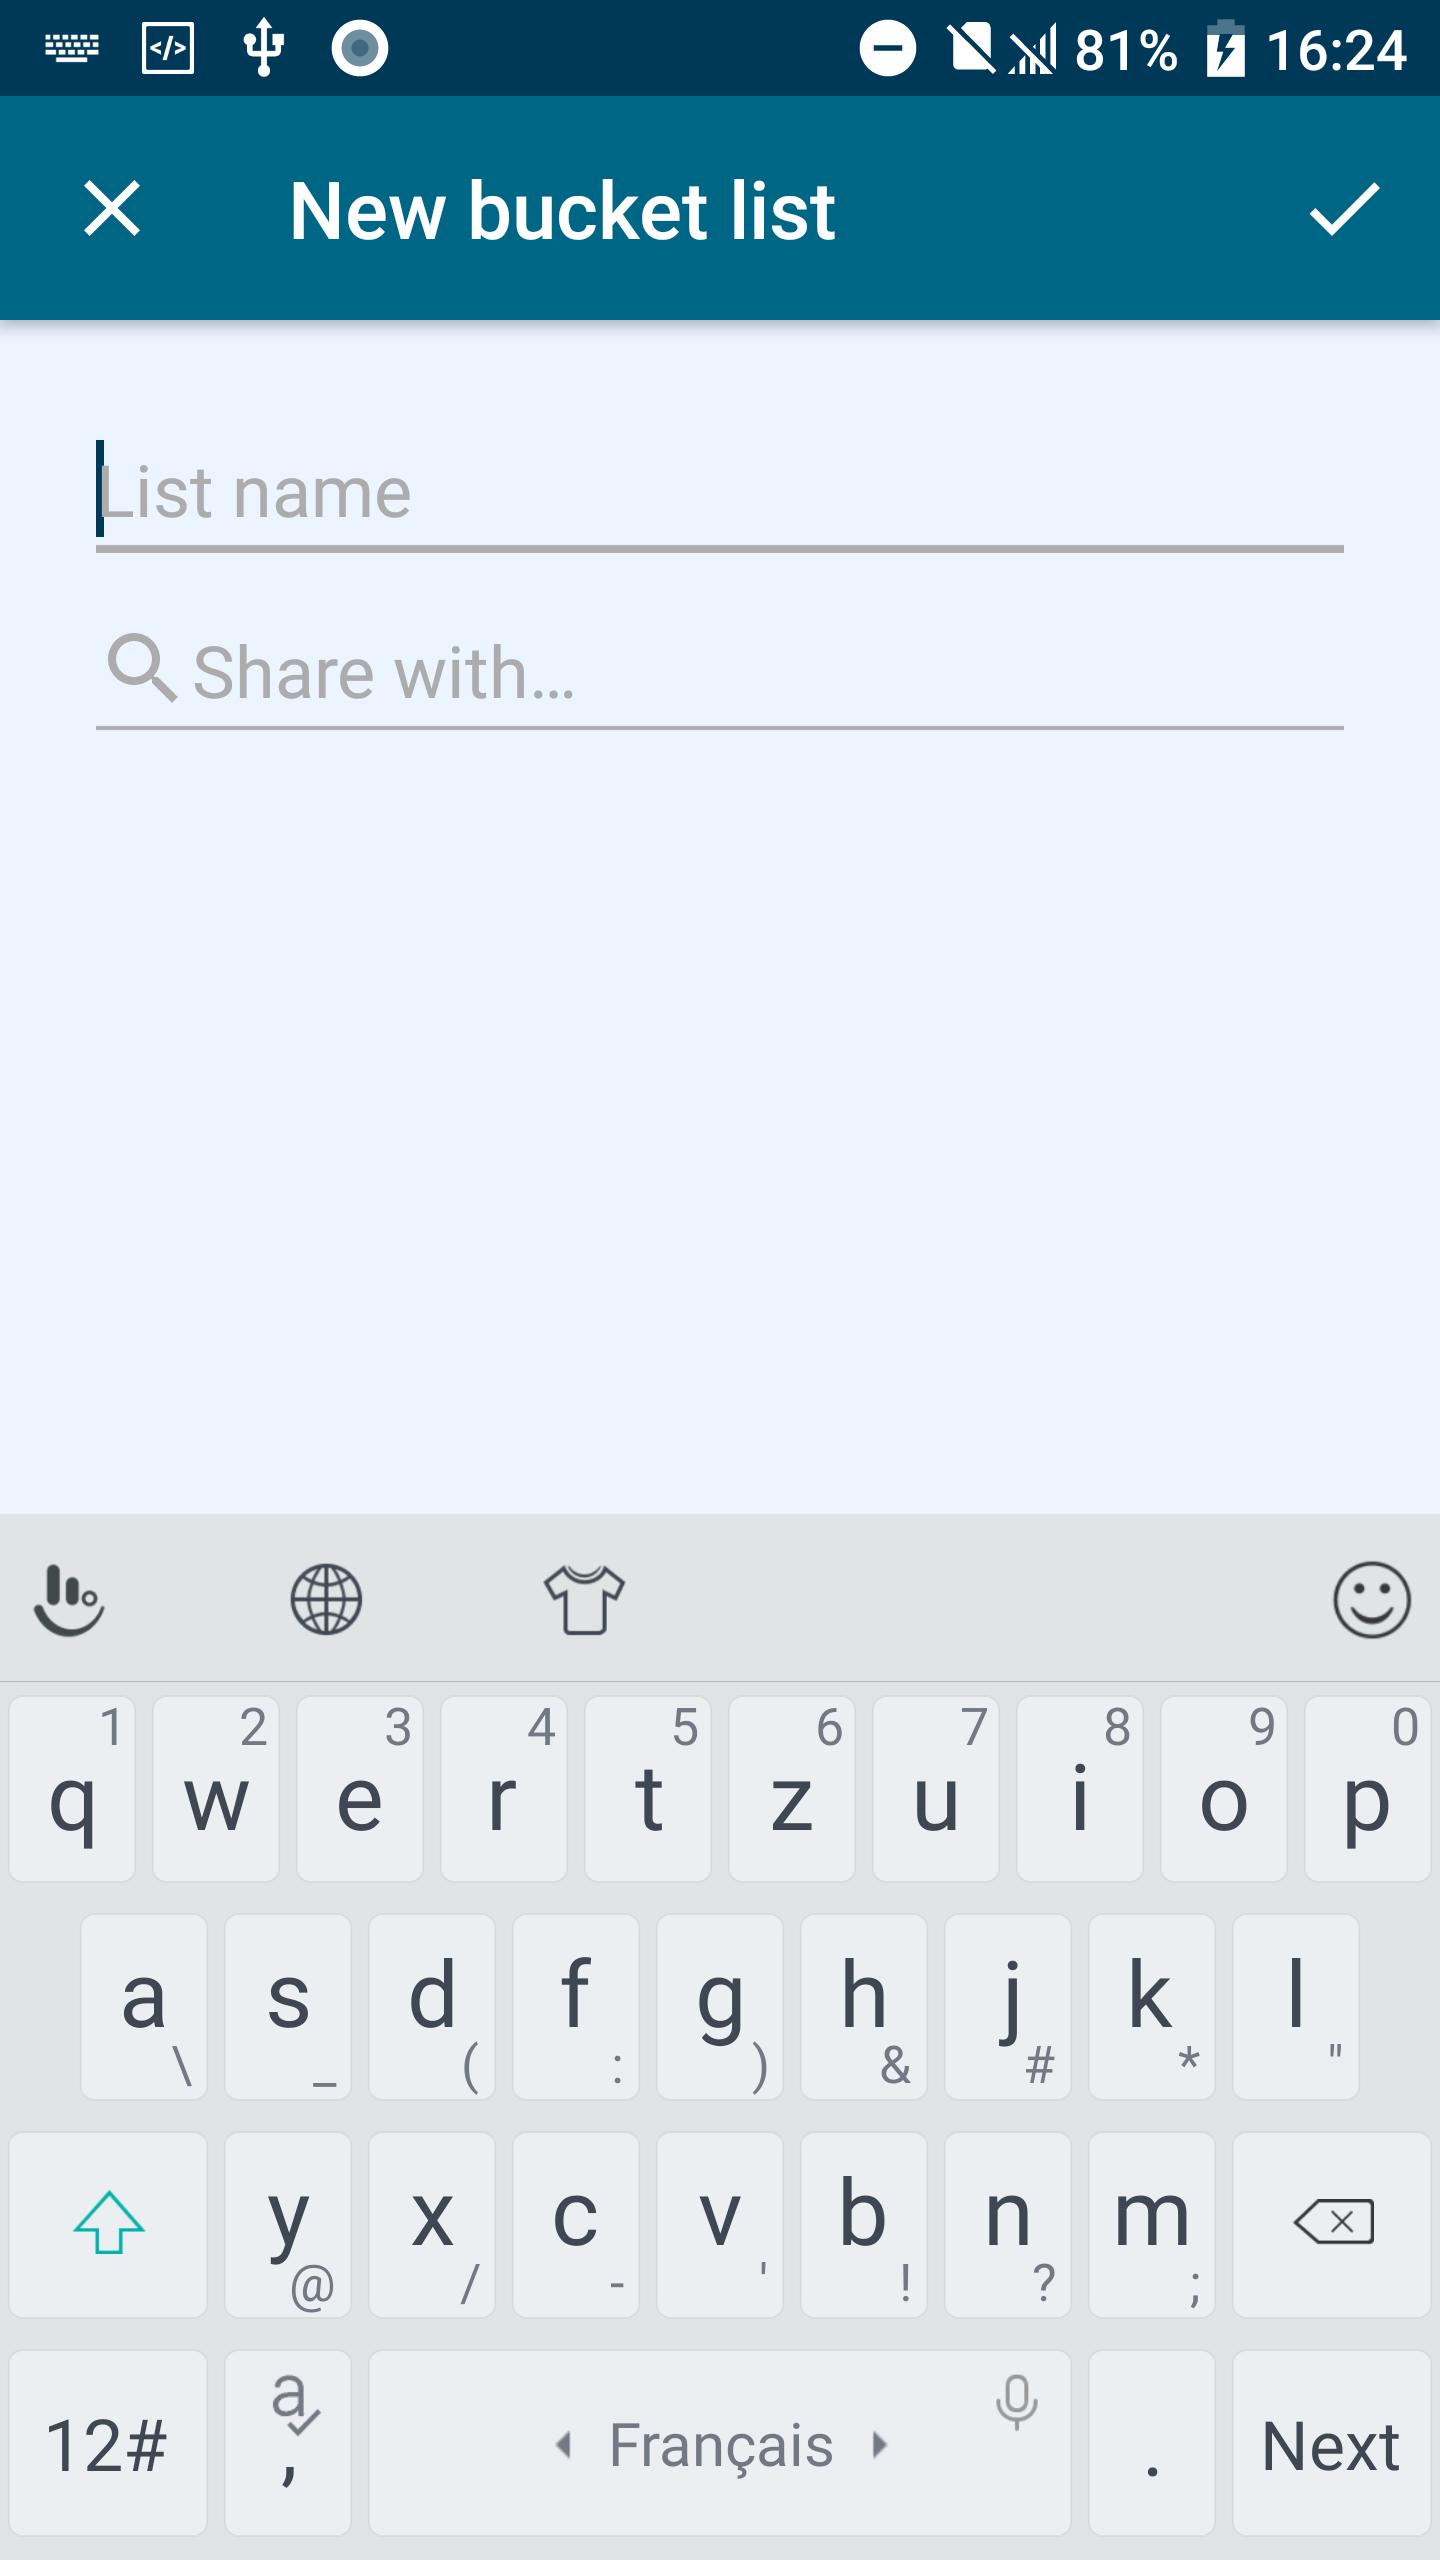 81% 16:24
New bucket list
List name
Share with...
1 2 3 4 5 6 7 8 9 0
q w e r t z u i o p
a s d f g h j k l
\ _ ( : ) & # * "
y x c v b n m
@ / - ' ! ? ;
12# a , Français . Next